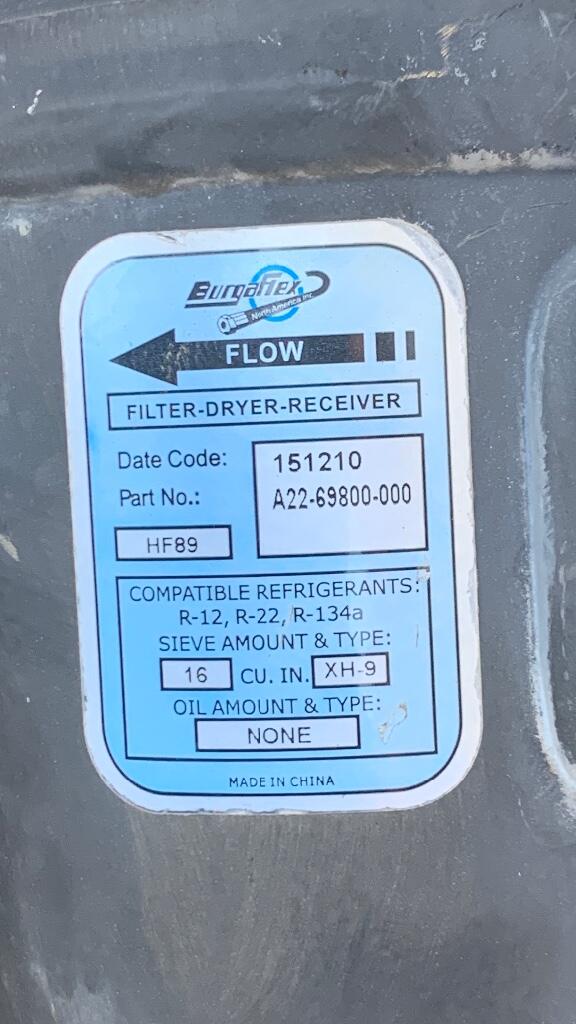 Burgaflex
North America Inc.
FLOW
FILTER-DRYER-RECEIVER
Date Code: 151210
Part No.: A22-69800-000
HF89
COMPATIBLE REFRIGERANTS:
R-12, R-22, R-134a
SIEVE AMOUNT & TYPE:
16 CU. IN. XH-9
OIL AMOUNT & TYPE:
NONE
MADE IN CHINA